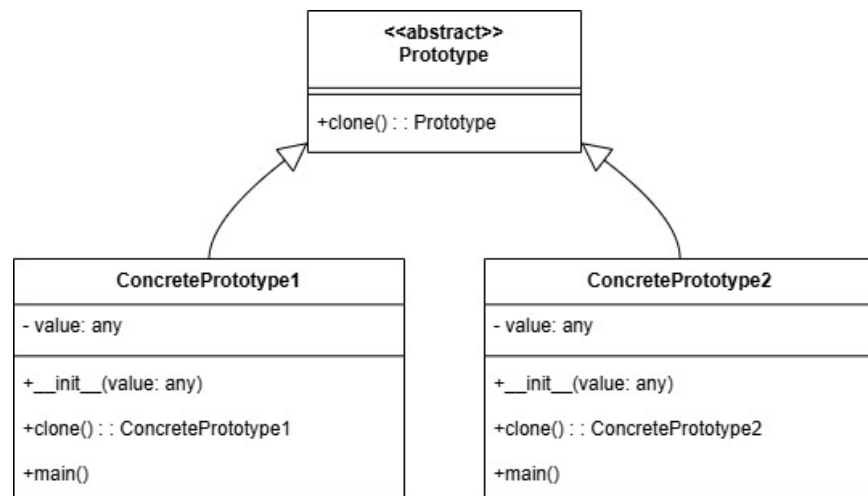 <<abstract>>
Prototype
+clone() : : Prototype
ConcretePrototype1
- value: any
+__init__(value: any)
+clone() : : ConcretePrototype1
+main()
ConcretePrototype2
- value: any
+__init__(value: any)
+clone() : : ConcretePrototype2
+main()